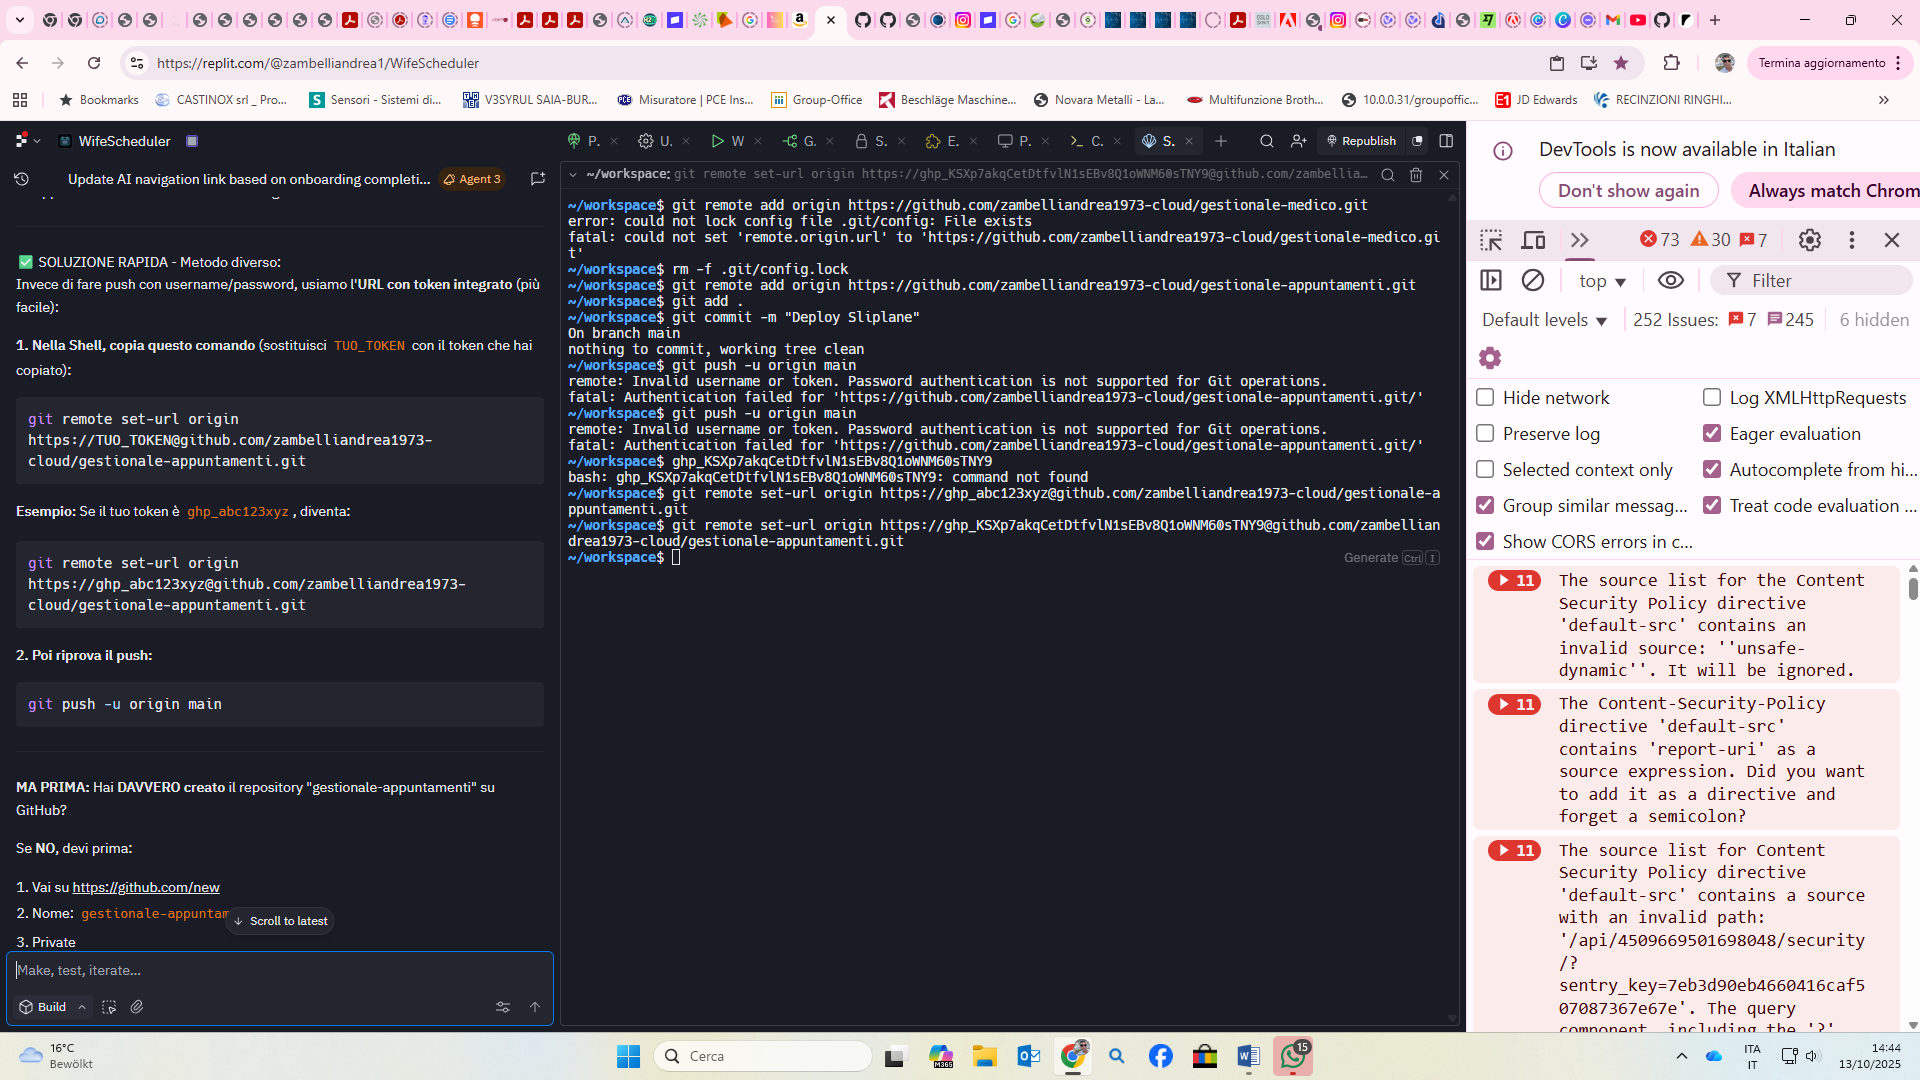 https://replit.com/@zambelliandrea1/WifeScheduler
Termina aggiornamento
Bookmarks
CASTINOX srl _ Pro...
Sensori - Sistemi di...
V3SYRUL SAIA-BUR...
Misuratore | PCE Ins...
Group-Office
Beschläge Maschine...
Novara Metalli - La...
Multifunzione Broth...
10.0.0.31/groupoffic...
JD Edwards
RECINZIONI RINGHI...
WifeScheduler
Update AI navigation link based on onboarding completi...
Agent 3
✅ SOLUZIONE RAPIDA - Metodo diverso:
Invece di fare push con username/password, usiamo l'URL con token integrato (più
facile):
1. Nella Shell, copia questo comando (sostituisci TUO_TOKEN con il token che hai
copiato):
git remote set-url origin
https://TUO_TOKEN@github.com/zambelliandrea1973-
cloud/gestionale-appuntamenti.git
Esempio: Se il tuo token è ghp_abc123xyz, diventa:
git remote set-url origin
https://ghp_abc123xyz@github.com/zambelliandrea1973-
cloud/gestionale-appuntamenti.git
2. Poi riprova il push:
git push -u origin main
MA PRIMA: Hai DAVVERO creato il repository "gestionale-appuntamenti" su
GitHub?
Se NO, devi prima:
1. Vai su https://github.com/new
2. Nome: gestionale-appuntam
Scroll to latest
3. Private
Make, test, iterate...
Build
P.
U.
W
G.
S.
E.
P.
C.
S.
Republish
~/workspace: git remote set-url origin https://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@github.com/zambellia...
~/workspace$ git remote add origin https://github.com/zambelliandrea1973-cloud/gestionale-medico.git
error: could not lock config file .git/config: File exists
fatal: could not set 'remote.origin.url' to 'https://github.com/zambelliandrea1973-cloud/gestionale-medico.gi
t'
~/workspace$ rm -f .git/config.lock
~/workspace$ git remote add origin https://github.com/zambelliandrea1973-cloud/gestionale-appuntamenti.git
~/workspace$ git add .
~/workspace$ git commit -m "Deploy Sliplane"
On branch main
nothing to commit, working tree clean
~/workspace$ git push -u origin main
remote: Invalid username or token. Password authentication is not supported for Git operations.
fatal: Authentication failed for 'https://github.com/zambelliandrea1973-cloud/gestionale-appuntamenti.git/'
~/workspace$ git push -u origin main
remote: Invalid username or token. Password authentication is not supported for Git operations.
fatal: Authentication failed for 'https://github.com/zambelliandrea1973-cloud/gestionale-appuntamenti.git/'
~/workspace$ 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
bash: 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: command not found
~/workspace$ git remote set-url origin https://ghp_abc123xyz@github.com/zambelliandrea1973-cloud/gestionale-a
ppuntamenti.git
~/workspace$ git remote set-url origin https://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@github.com/zambellian
drea1973-cloud/gestionale-appuntamenti.git
~/workspace$
Generate Ctrl I
DevTools is now available in Italian
Don't show again
Always match Chrom
73
30
7
top
Filter
Default levels
252 Issues:
7
245
6 hidden
Hide network
Log XMLHttpRequests
Preserve log
Eager evaluation
Selected context only
Autocomplete from hi...
Group similar messag...
Treat code evaluation ...
Show CORS errors in c...
11
The source list for the Content
Security Policy directive
'default-src' contains an
invalid source: ''unsafe-
dynamic''. It will be ignored.
11
The Content-Security-Policy
directive 'default-src'
contains 'report-uri' as a
source expression. Did you want
to add it as a directive and
forget a semicolon?
11
The source list for Content
Security Policy directive
'default-src' contains a source
with an invalid path:
'/api/4509669501698048/security
/?
sentry_key=7eb3d90eb4660416caf5
07087367e67e'. The query
component, including the '?'
16°C
Bewölkt
Cerca
M365
15
ITA
IT
14:44
13/10/2025